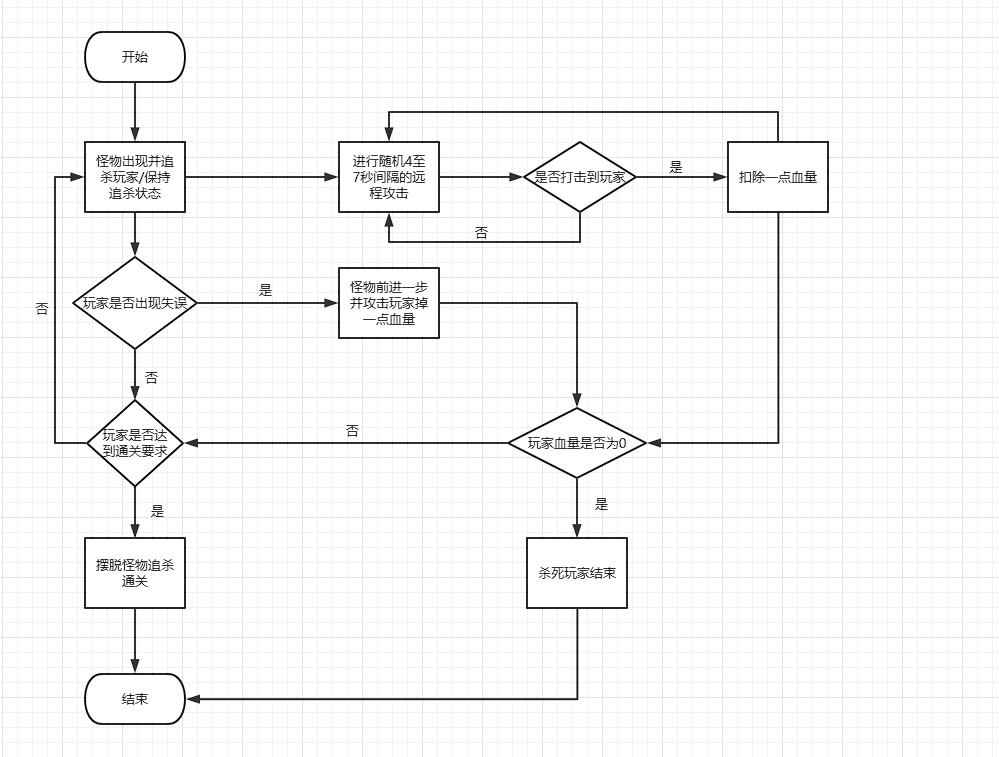 开始
怪物出现并追
杀玩家/保持
追杀状态
进行随机4至
7秒间隔的远
程攻击
是否打击到玩家
是
扣除一点血量
否
玩家是否出现失误
是
怪物前进一步
并攻击玩家掉
一点血量
否
否
玩家是否达
到通关要求
否
玩家血量是否为0
是
是
摆脱怪物追杀
通关
杀死玩家结束
结束